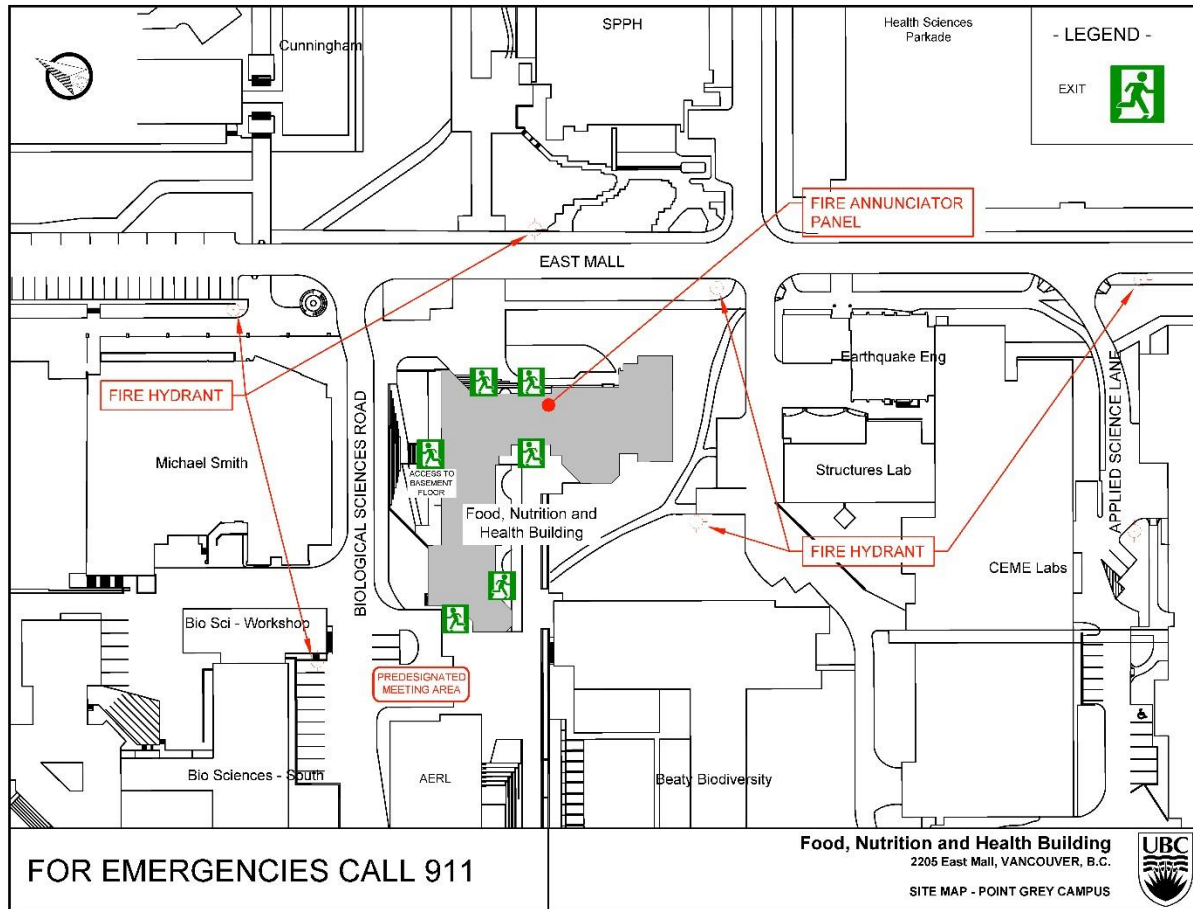 SPPH
Health Sciences
Parkade
- LEGEND -
Cunningham
EXIT
FIRE ANNUNCIATOR
PANEL
EAST MALL
Earthquake Eng
FIRE HYDRANT
APPLIED SCIENCE LANE
BIOLOGICAL SCIENCES ROAD
Michael Smith
ACCESS TO
BASEMENT
FLOOR
Structures Lab
Food, Nutrition and
Health Building
FIRE HYDRANT
CEME Labs
Bio Sci - Workshop
PREDESIGNATED
MEETING AREA
Bio Sciences - South
AERL
Beaty Biodiversity
FOR EMERGENCIES CALL 911
Food, Nutrition and Health Building
2205 East Mall, VANCOUVER, B.C.
SITE MAP - POINT GREY CAMPUS
UBC